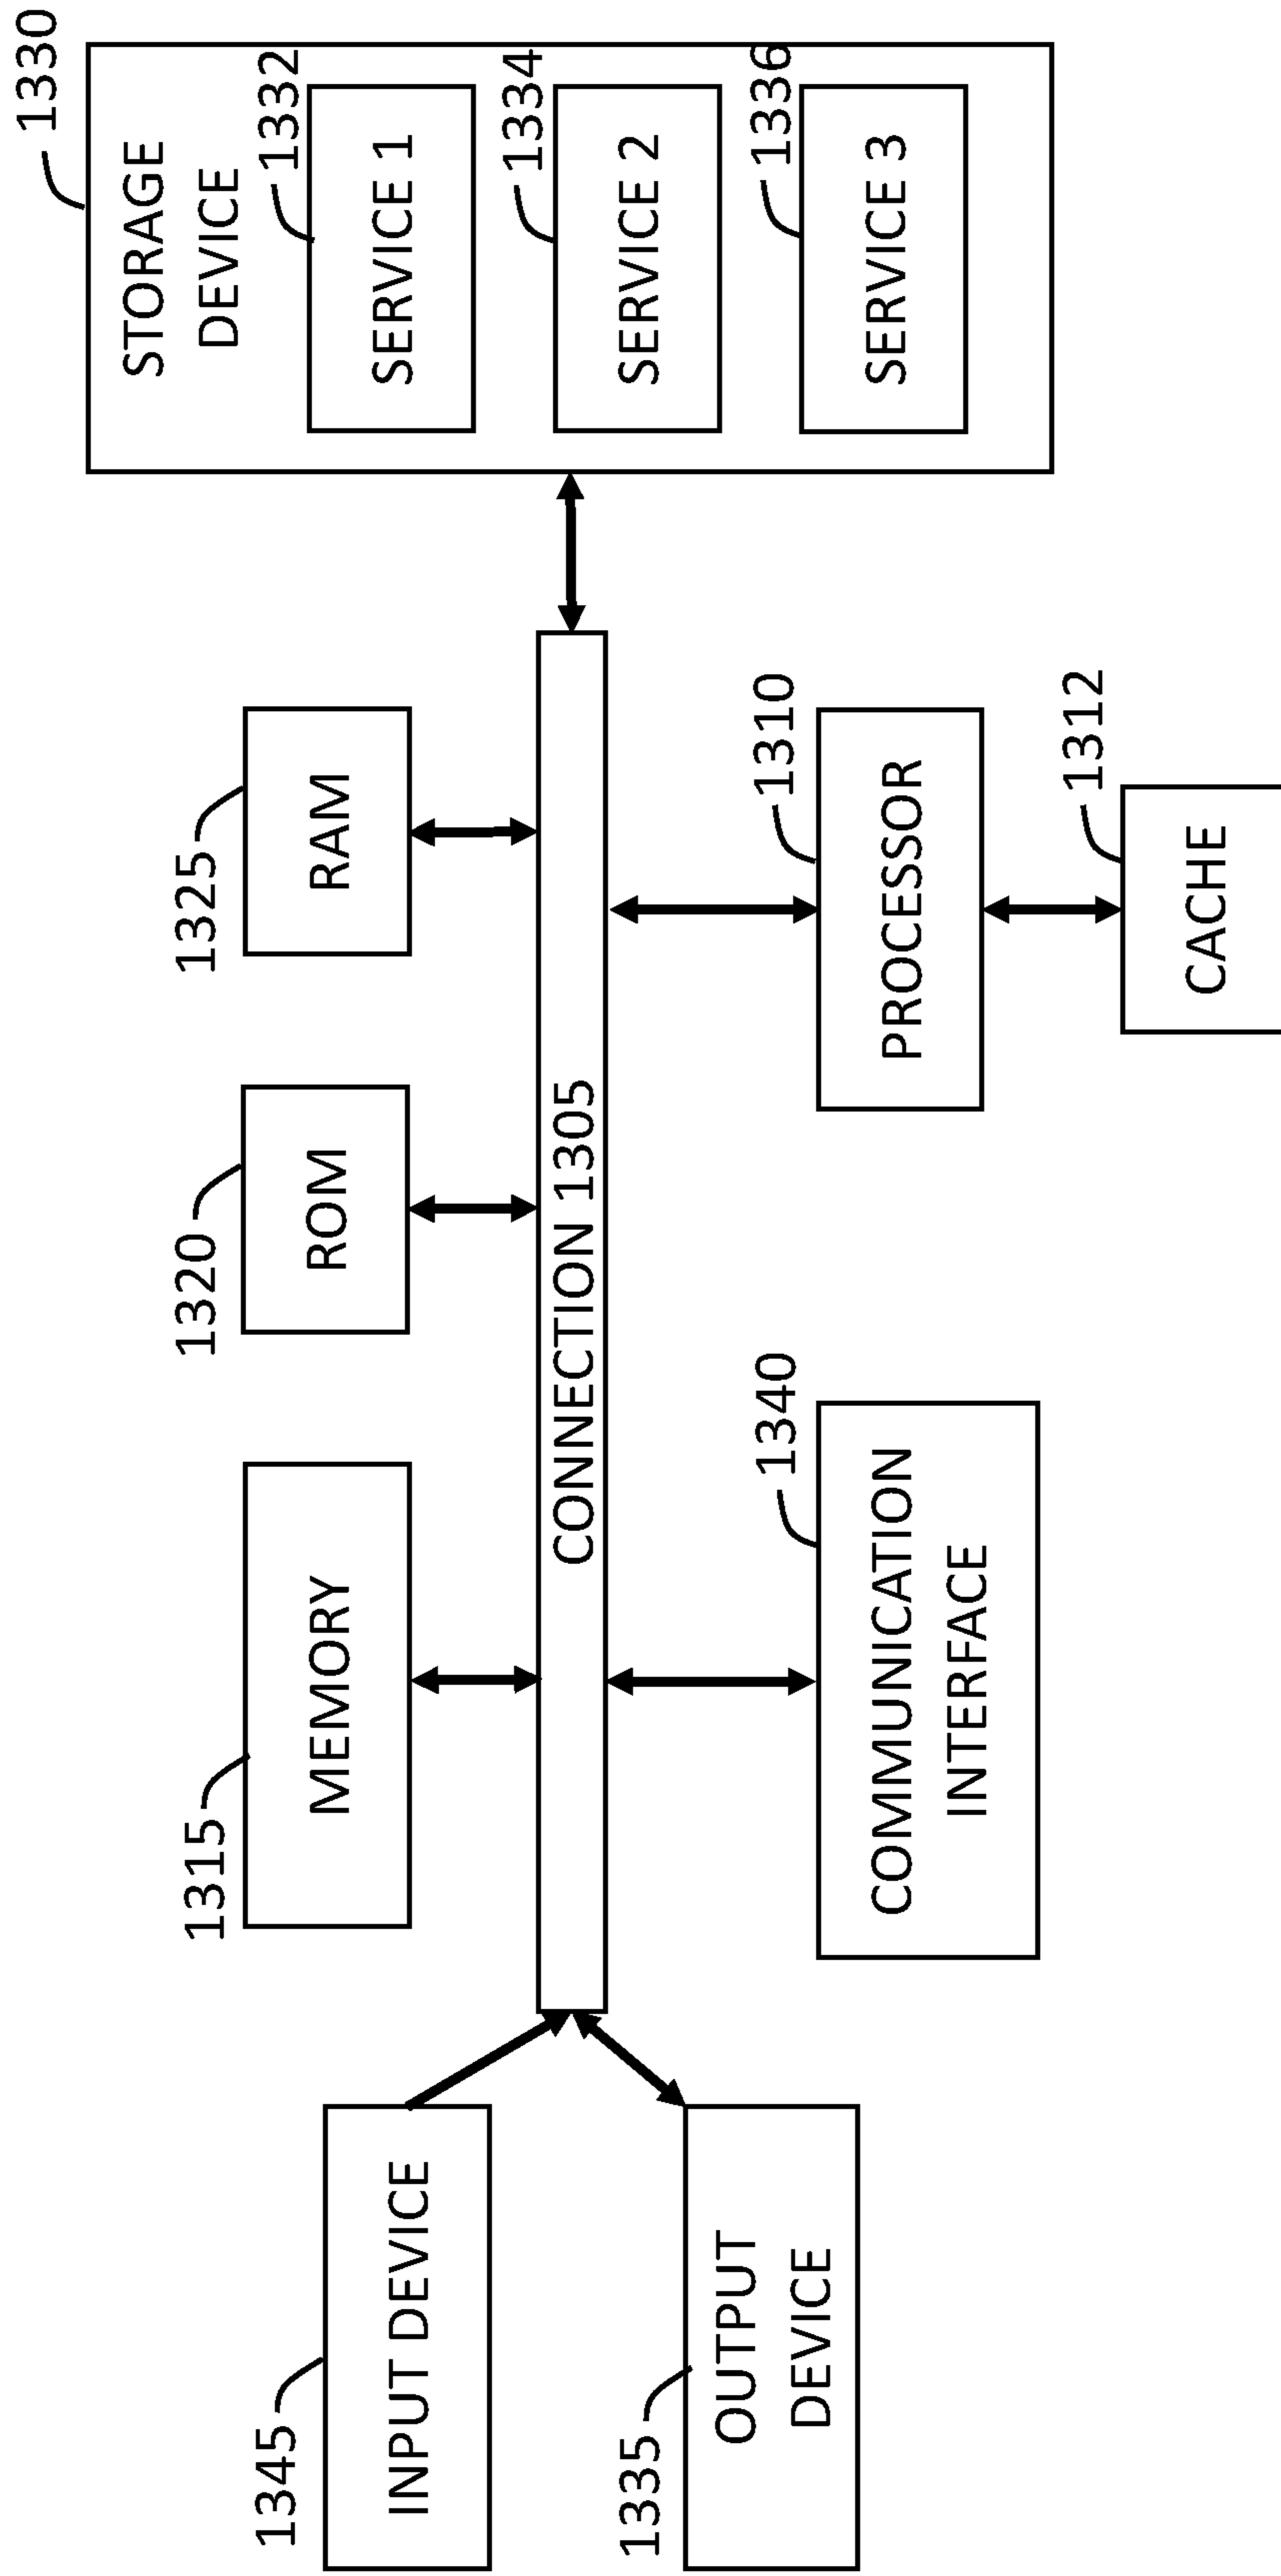 1330
STORAGE
DEVICE
1332
SERVICE 1
1334
SERVICE 2
1336
SERVICE 3
1345
INPUT DEVICE
1315
MEMORY
1320
ROM
1325
RAM
CONNECTION 1305
1335
OUTPUT
DEVICE
1340
COMMUNICATION
INTERFACE
1310
PROCESSOR
1312
CACHE